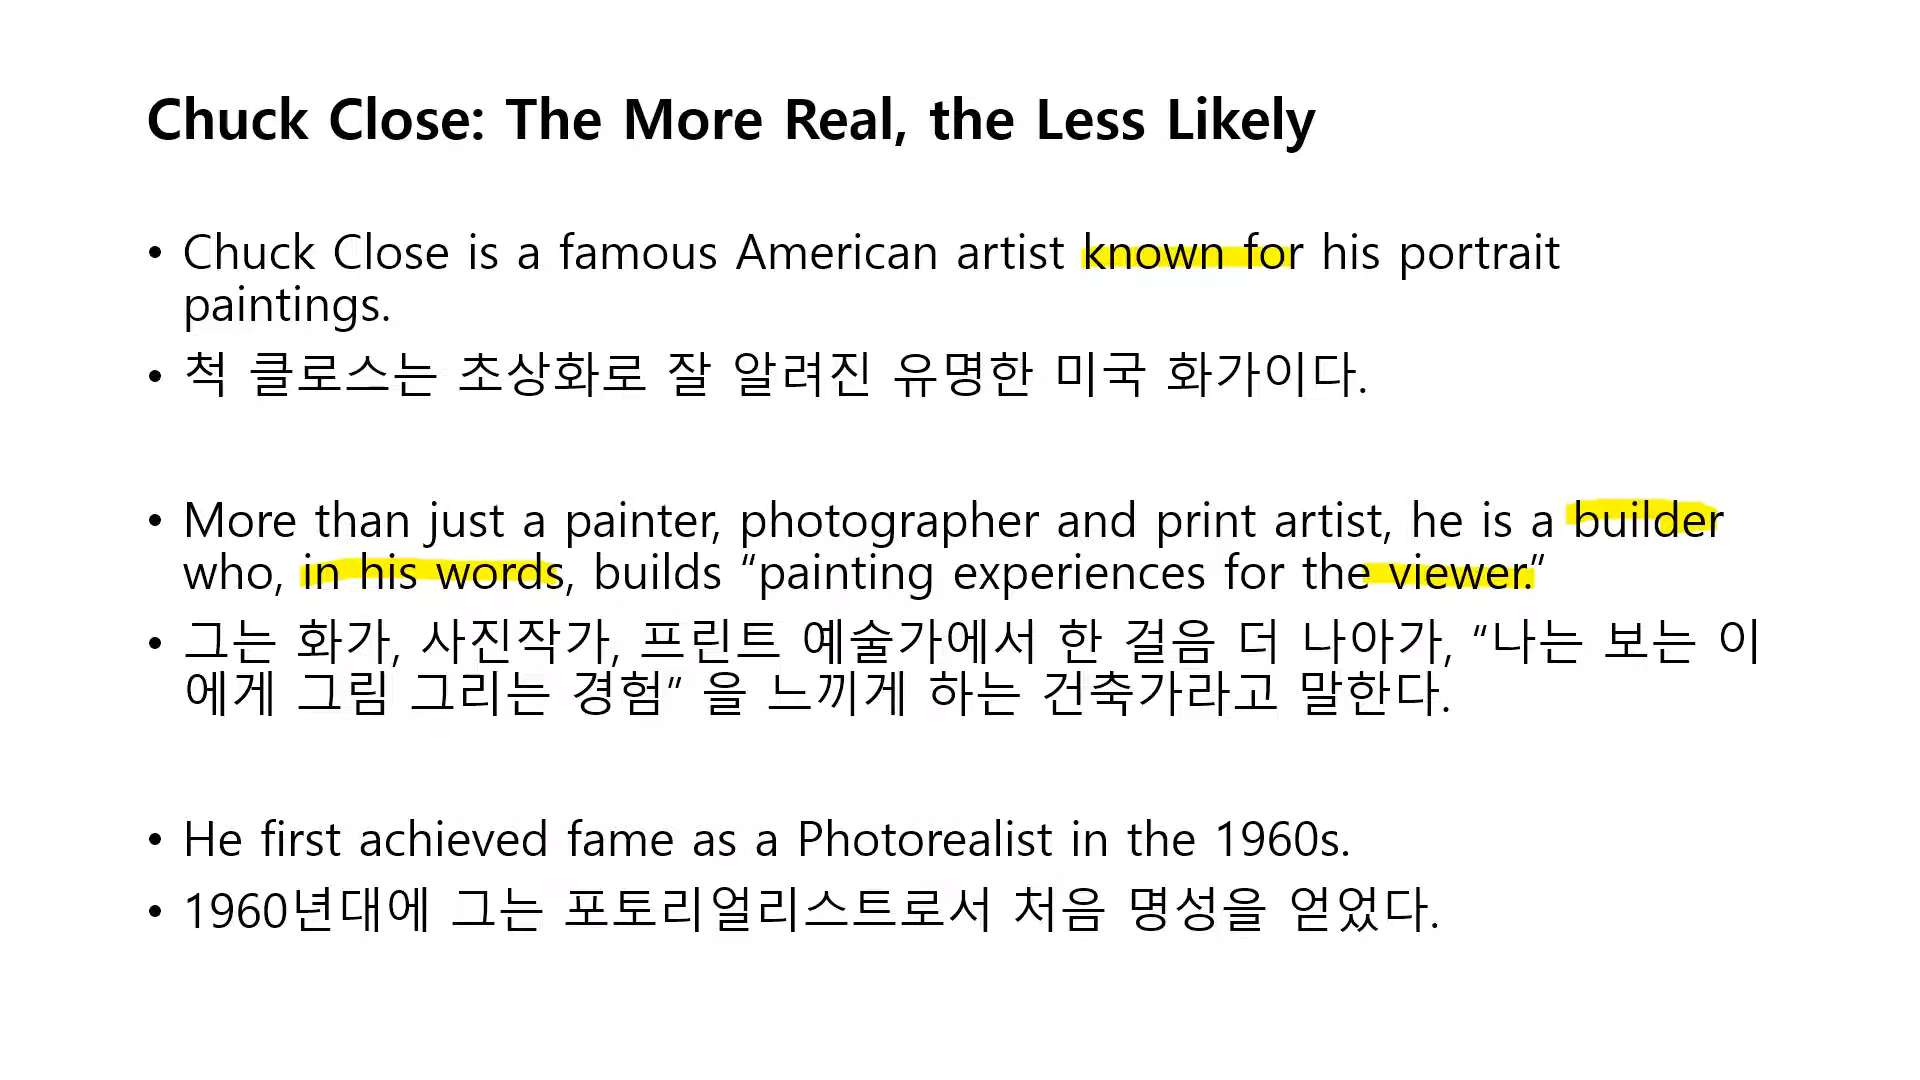 Chuck Close: The More Real, the Less Likely
• Chuck Close is a famous American artist known for his portrait
paintings.
• 척 클로스는 초상화로 잘 알려진 유명한 미국 화가이다.
• More than just a painter, photographer and print artist, he is a builder
who, in his words, builds “painting experiences for the viewer.”
• 그는 화가, 사진작가, 프린트 예술가에서 한 걸음 더 나아가, “나는 보는 이
에게 그림 그리는 경험” 을 느끼게 하는 건축가라고 말한다.
• He first achieved fame as a Photorealist in the 1960s.
• 1960년대에 그는 포토리얼리스트로서 처음 명성을 얻었다.